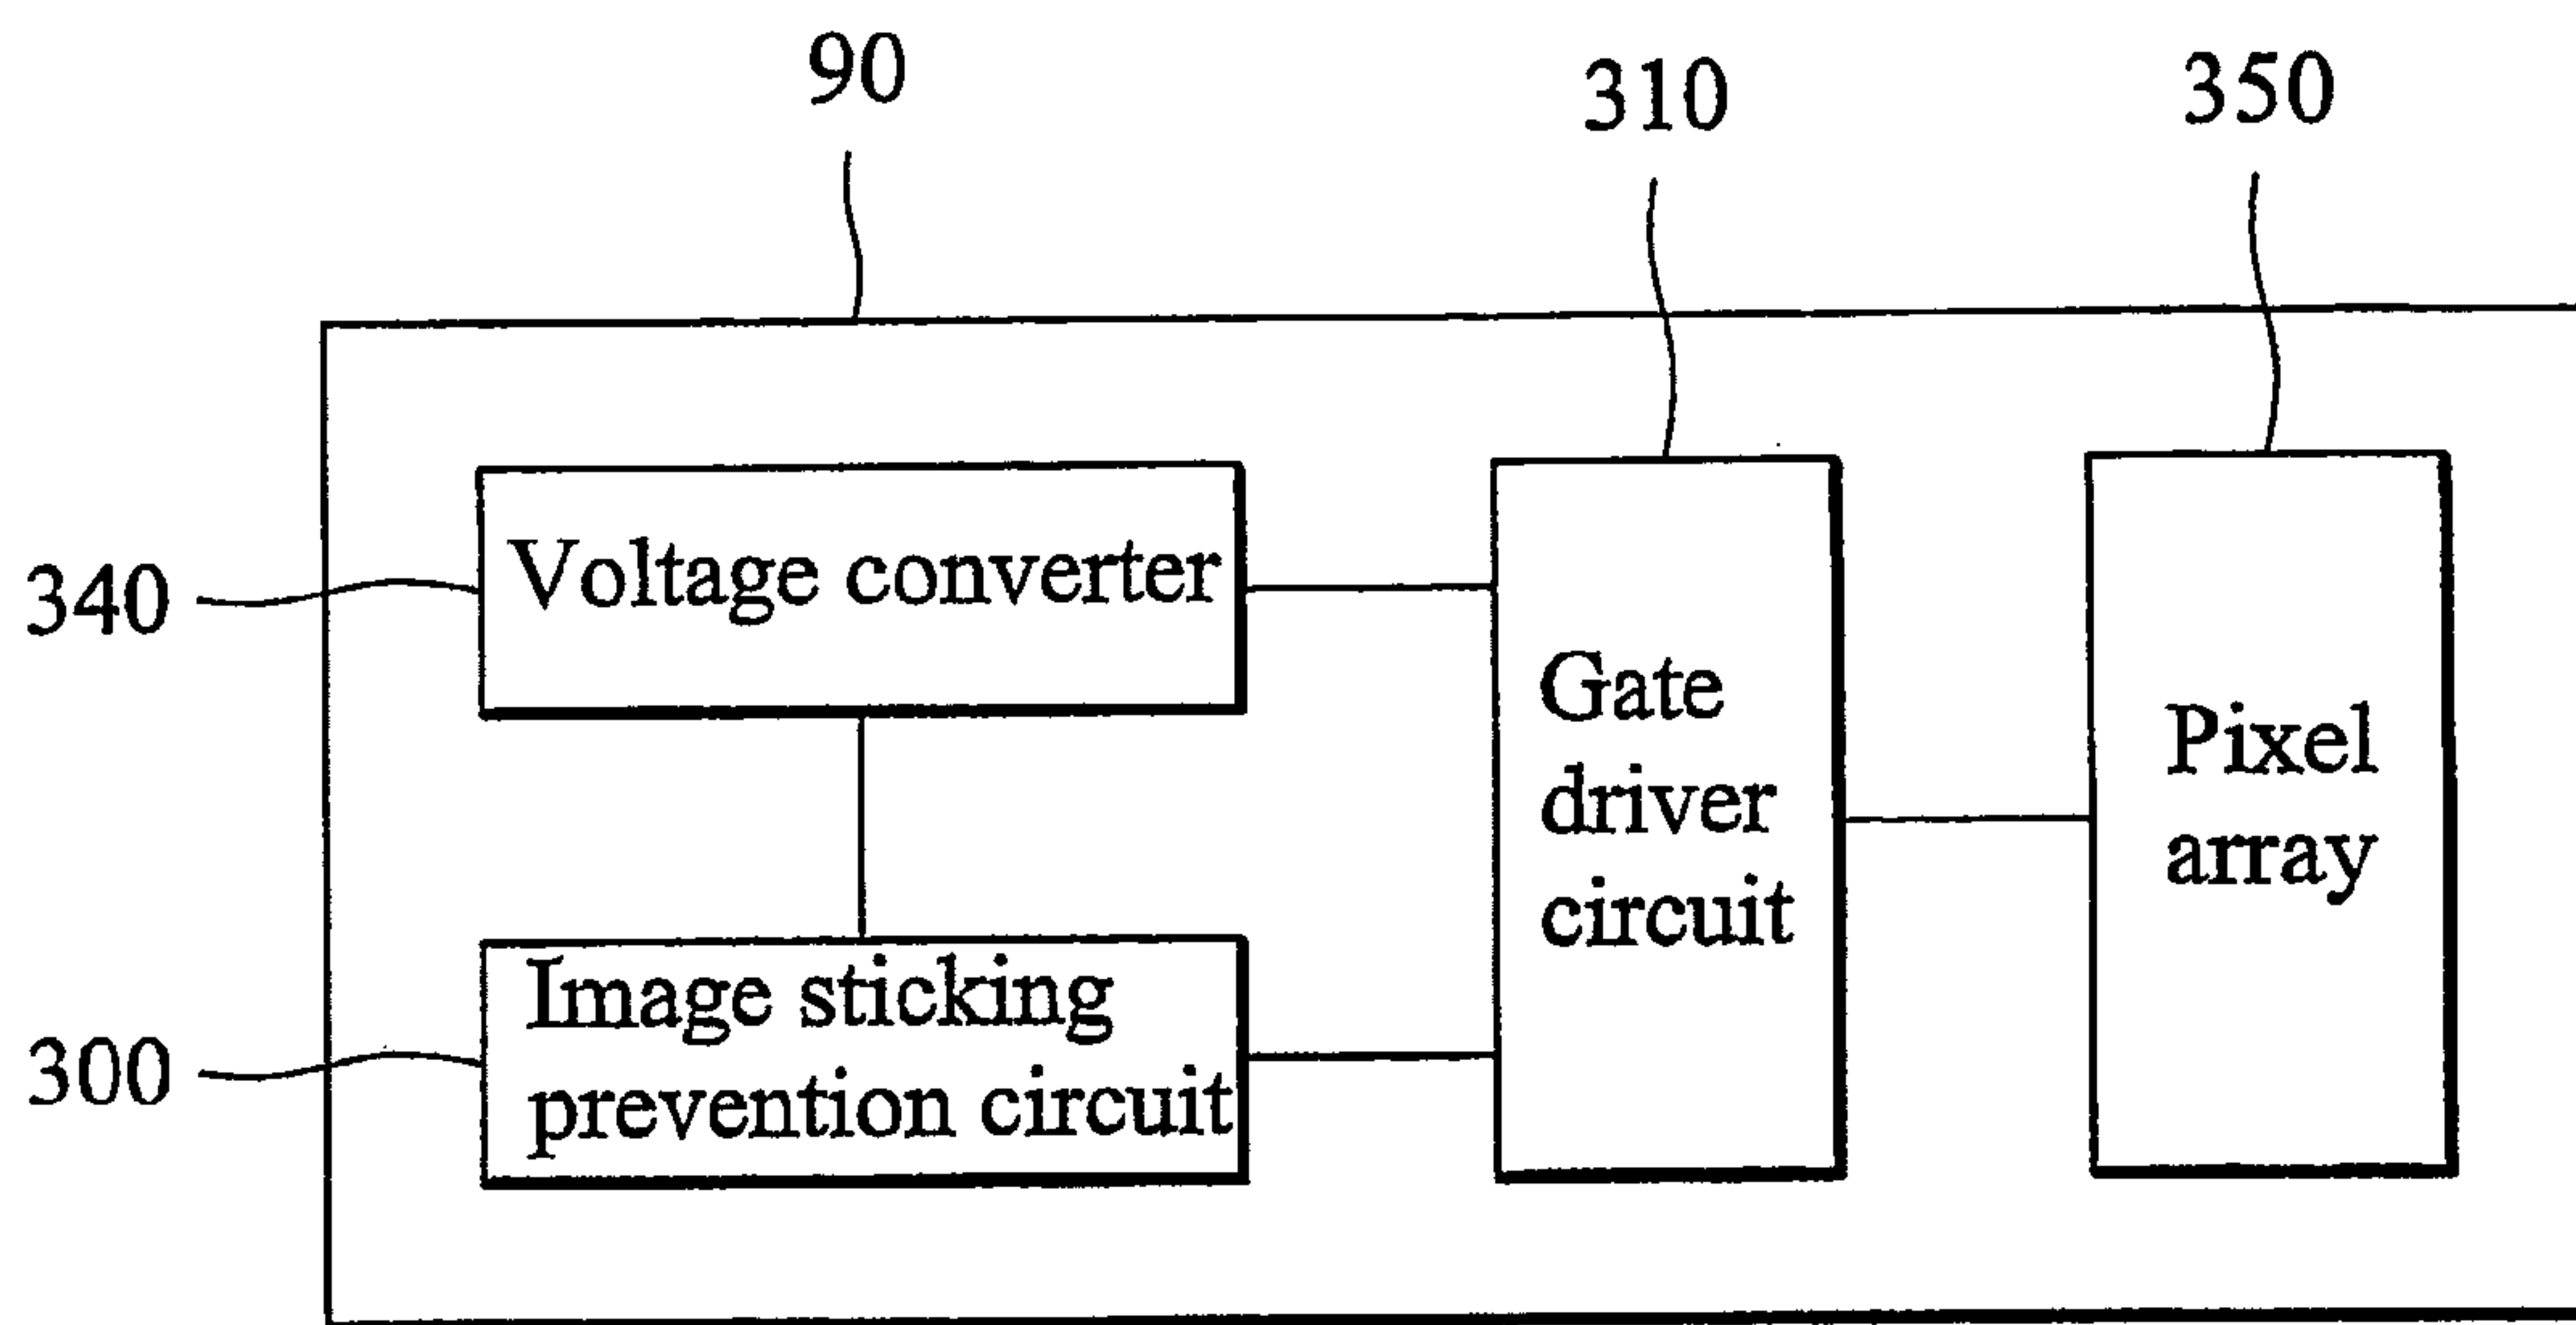 90
310
350
340
Voltage converter
Gate
driver
circuit
Pixel
array
300
Image sticking
prevention circuit